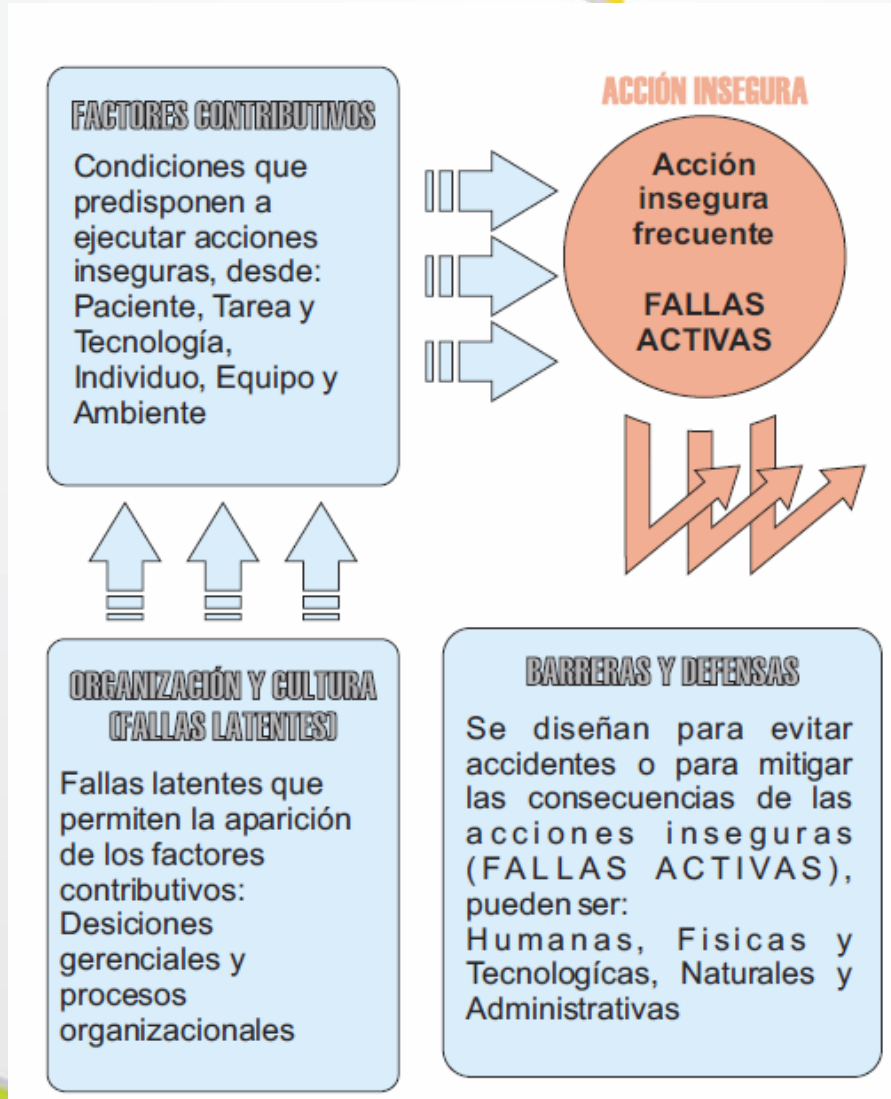 FACTORES CONTRIBUTIVOS
Condiciones que
predisponen a
ejecutar acciones
inseguras, desde:
Paciente, Tarea y
Tecnología,
Individuo, Equipo y
Ambiente
ACCIÓN INSEGURA
Acción
insegura
frecuente
FALLAS
ACTIVAS
ORGANIZACIÓN Y CULTURA
(FALLAS LATENTES)
Fallas latentes que
permiten la aparición
de los factores
contributivos:
Desiciones
gerenciales y
procesos
organizacionales
BARRERAS Y DEFENSAS
Se diseñan para evitar
accidentes o para mitigar
las consecuencias de las
acciones inseguras
(FALLAS ACTIVAS),
pueden ser:
Humanas, Fisicas y
Tecnologícas, Naturales y
Administrativas